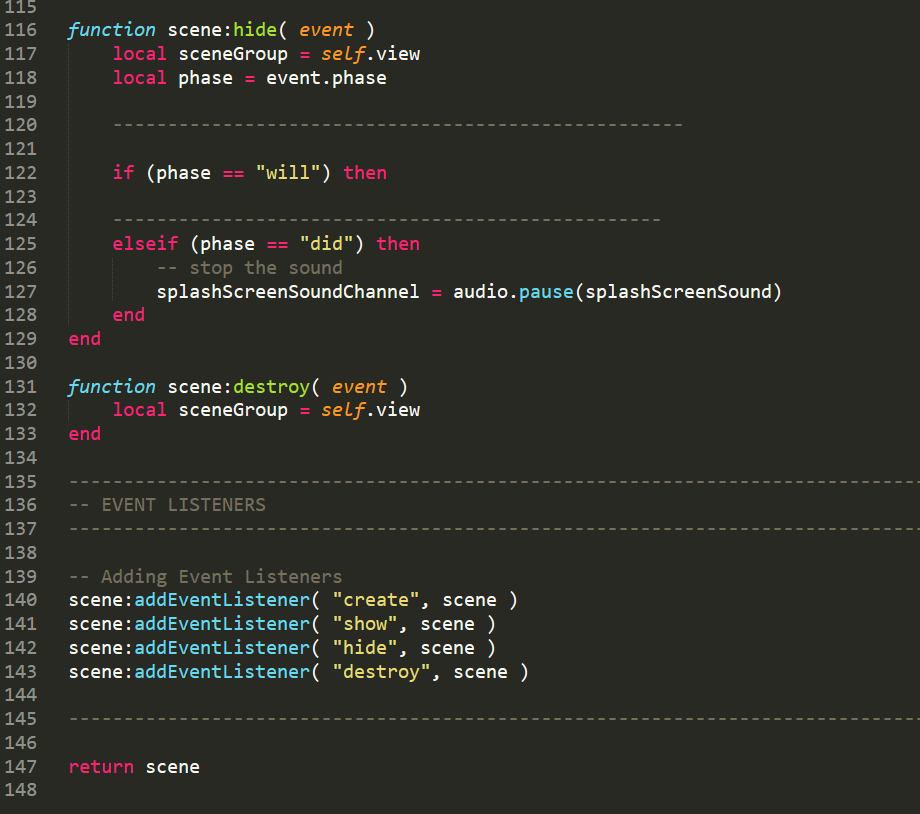 115
116 function scene:hide( event )
117     local sceneGroup = self.view
118     local phase = event.phase
119
120     ----------------------------------------------------
121
122     if (phase == "will") then
123
124     --------------------------------------------------
125     elseif (phase == "did") then
126         -- stop the sound
127         splashScreenSoundChannel = audio.pause(splashScreenSound)
128     end
129 end
130
131 function scene:destroy( event )
132     local sceneGroup = self.view
133 end
134
135 ------------------------------------------------------------------------------
136 -- EVENT LISTENERS
137 ------------------------------------------------------------------------------
138
139 -- Adding Event Listeners
140 scene:addEventListener( "create", scene )
141 scene:addEventListener( "show", scene )
142 scene:addEventListener( "hide", scene )
143 scene:addEventListener( "destroy", scene )
144
145 ------------------------------------------------------------------------------
146
147 return scene
148